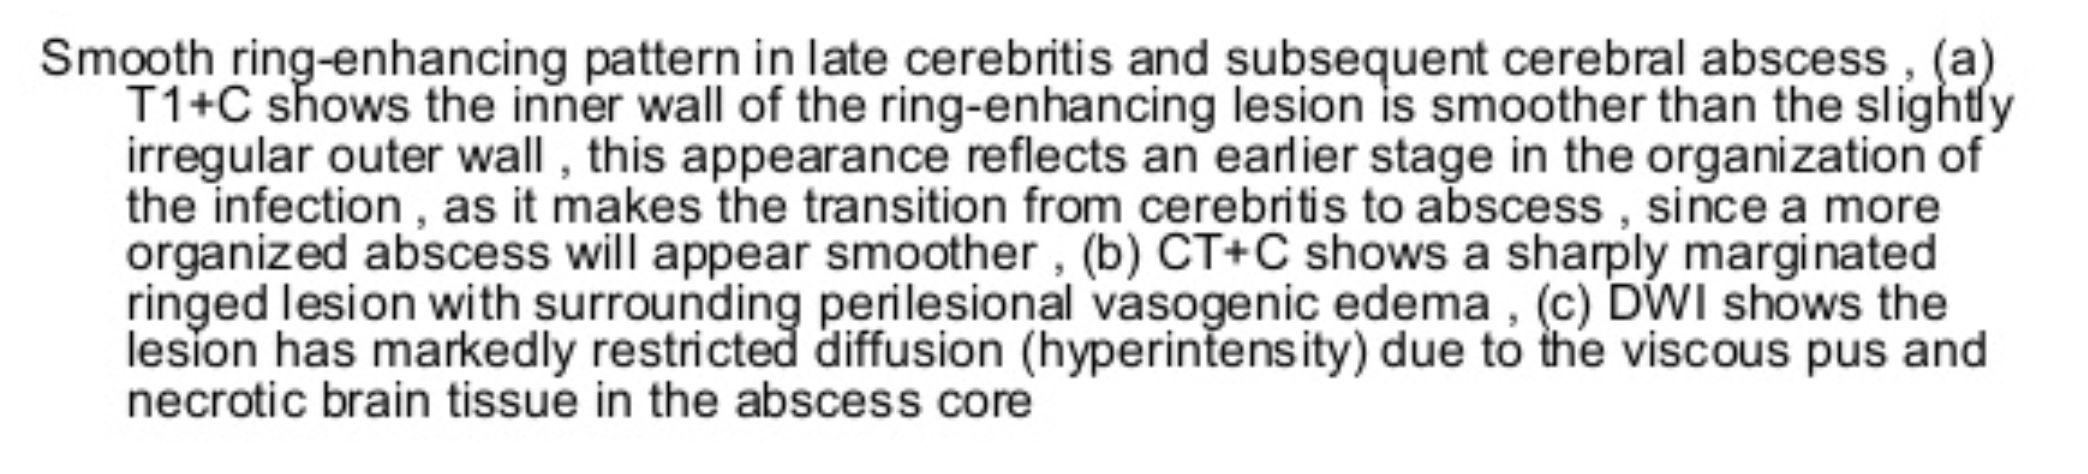 Smooth ring-enhancing pattern in late cerebritis and subsequent cerebral abscess , (a)
T1+C shows the inner wall of the ring-enhancing lesion is smoother than the slightly
irregular outer wall , this appearance reflects an earlier stage in the organization of
the infection , as it makes the transition from cerebritis to abscess , since a more
organized abscess will appear smoother , (b) CT+C shows a sharply marginated
ringed lesion with surrounding perilesional vasogenic edema , (c) DWI shows the
lesion has markedly restricted diffusion (hyperintensity) due to the viscous pus and
necrotic brain tissue in the abscess core